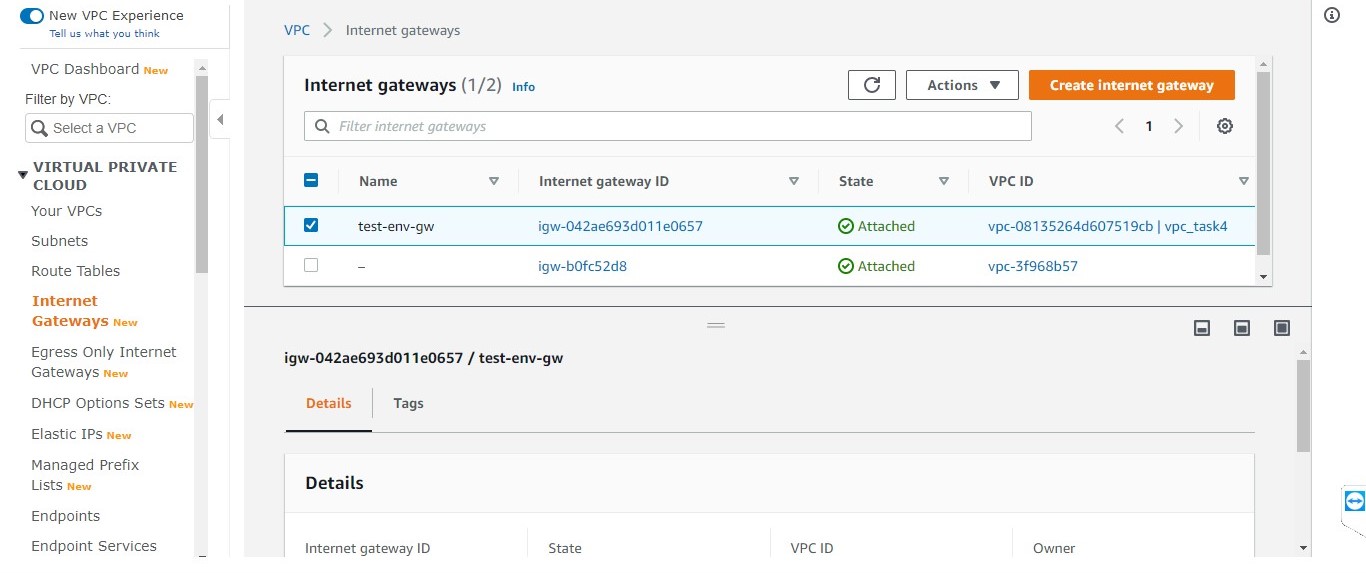 New VPC Experience
Tell us what you think
VPC Dashboard New
Filter by VPC:
Select a VPC
VIRTUAL PRIVATE
CLOUD
Your VPCs
Subnets
Route Tables
Internet
Gateways New
Egress Only Internet
Gateways New
DHCP Options Sets New
Elastic IPs New
Managed Prefix
Lists New
Endpoints
Endpoint Services
VPC > Internet gateways
Internet gateways (1/2) Info
Actions
Create internet gateway
Filter internet gateways
1
Name Internet gateway ID State VPC ID
test-env-gw igw-042ae693d011e0657 Attached vpc-08135264d607519cb | vpc_task4
– igw-b0fc52d8 Attached vpc-3f968b57
igw-042ae693d011e0657 / test-env-gw
Details Tags
Details
Internet gateway ID State VPC ID Owner